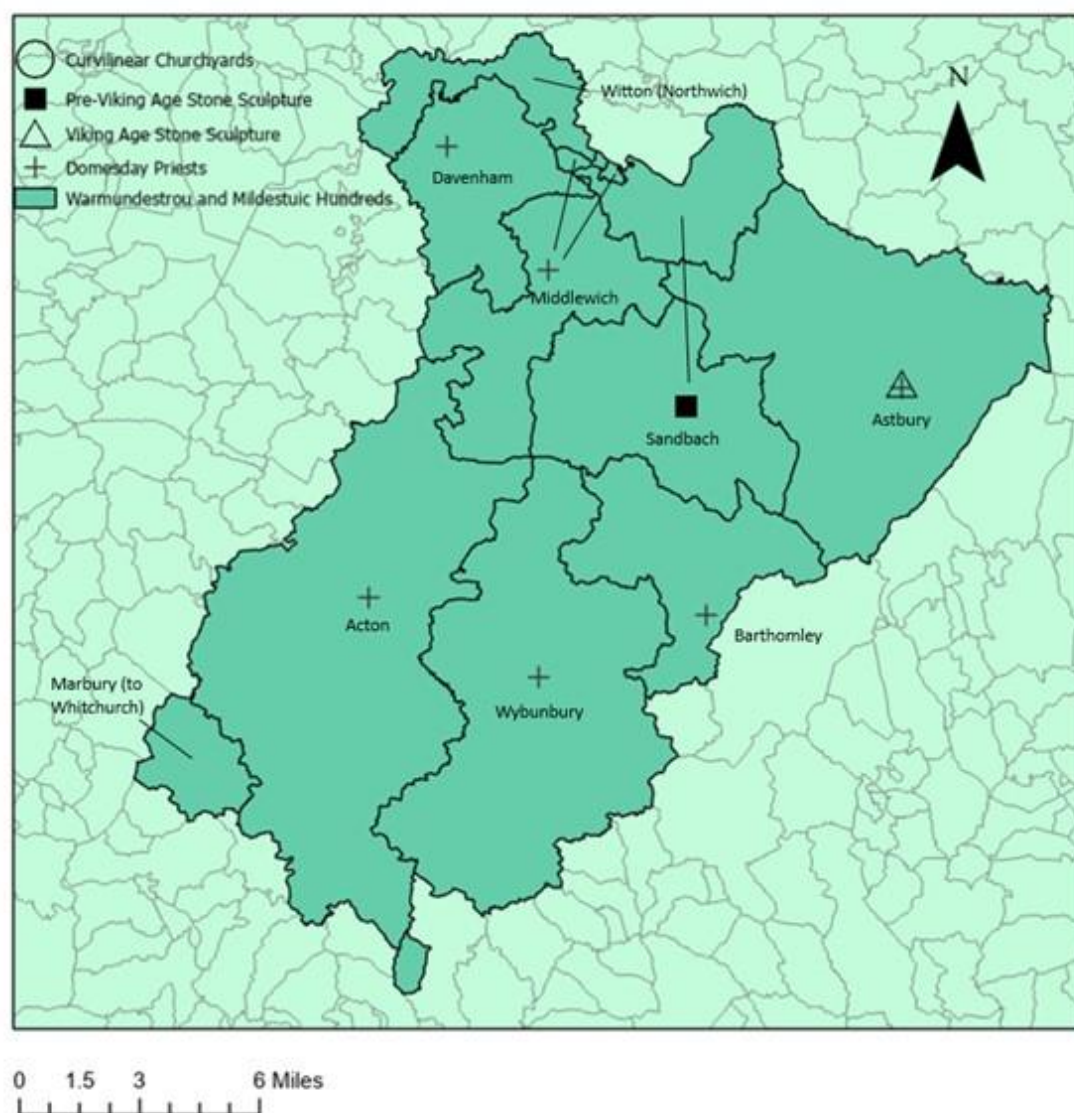 Curvilinear Churchyards
Pre-Viking Age Stone Sculpture
Viking Age Stone Sculpture
Domesday Priests
Warmundestrou and Mildestuic Hundreds
Witton (Northwich)
N
Davenham
Middlewich
Sandbach
Astbury
Acton
Barthomley
Marbury (to
Whitchurch)
Wybunbury
0 1.5 3 6 Miles